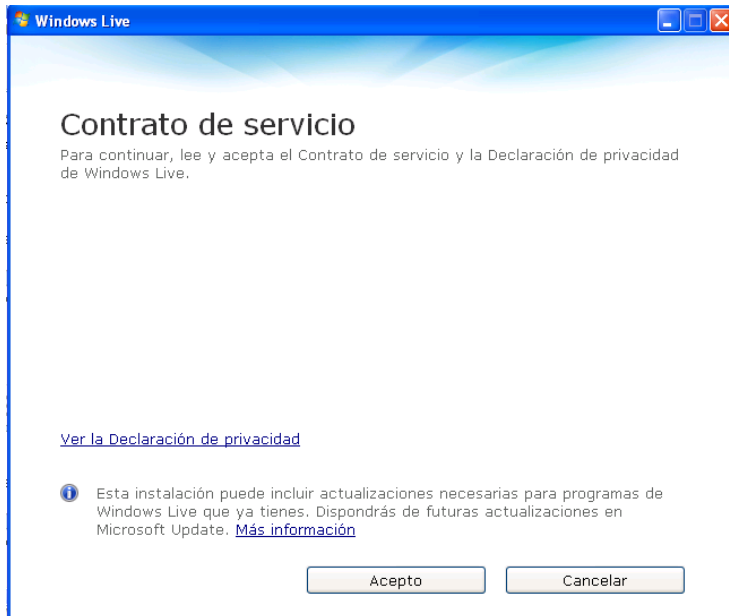 Windows Live
Contrato de servicio
Para continuar, lee y acepta el Contrato de servicio y la Declaración de privacidad
de Windows Live.
Ver la Declaración de privacidad
Esta instalación puede incluir actualizaciones necesarias para programas de
Windows Live que ya tienes. Dispondrás de futuras actualizaciones en
Microsoft Update. Más información
Acepto
Cancelar